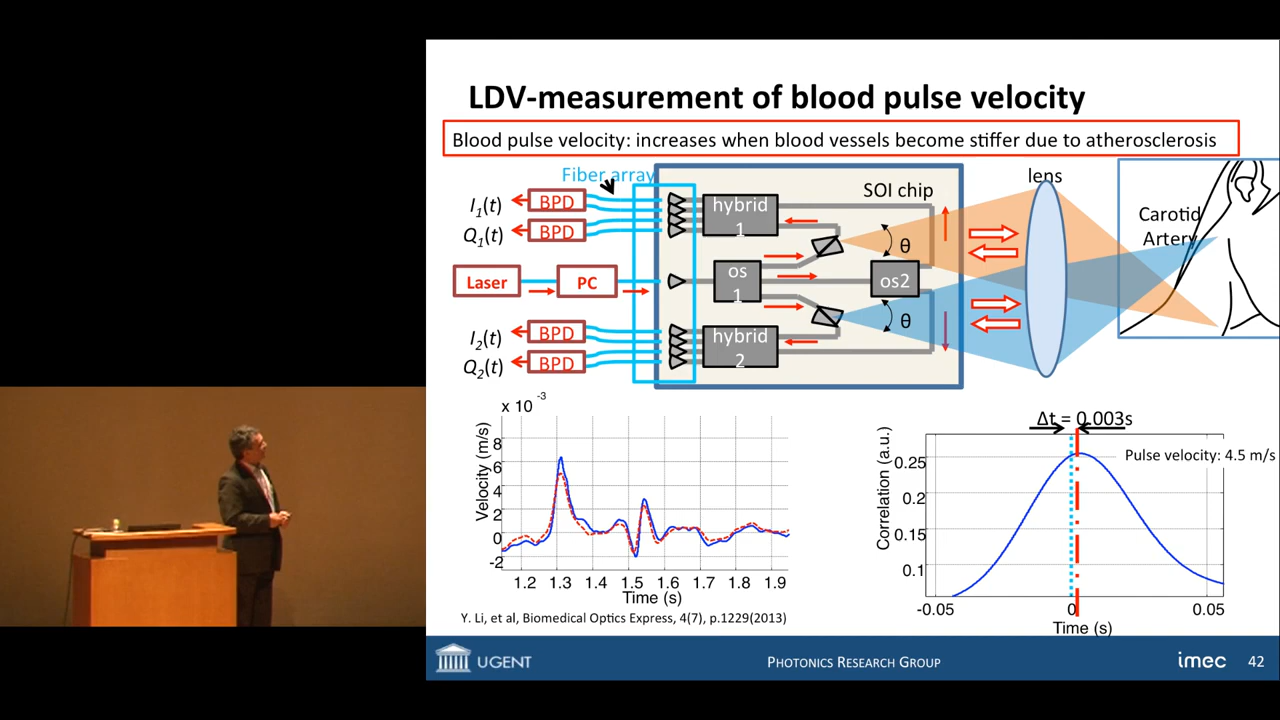 LDV-measurement of blood pulse velocity
Blood pulse velocity: increases when blood vessels become stiffer due to atherosclerosis
Fiber array
SOI chip
lens
Carotid
Artery
I1(t)
BPD
hybrid
1
Q1(t)
BPD
θ
Laser
PC
os
1
os2
I2(t)
BPD
θ
hybrid
2
Q2(t)
BPD
x 10 -3
Velocity (m/s)
8
6
4
2
0
-2
1.2 1.3 1.4 1.5 1.6 1.7 1.8 1.9
Time (s)
Δt = 0.003s
Pulse velocity: 4.5 m/s
Correlation (a.u.)
0.25
0.2
0.15
0.1
-0.05 0 0.05
Time (s)
Y. Li, et al, Biomedical Optics Express, 4(7), p.1229(2013)
UGENT
PHOTONICS RESEARCH GROUP
imec
42